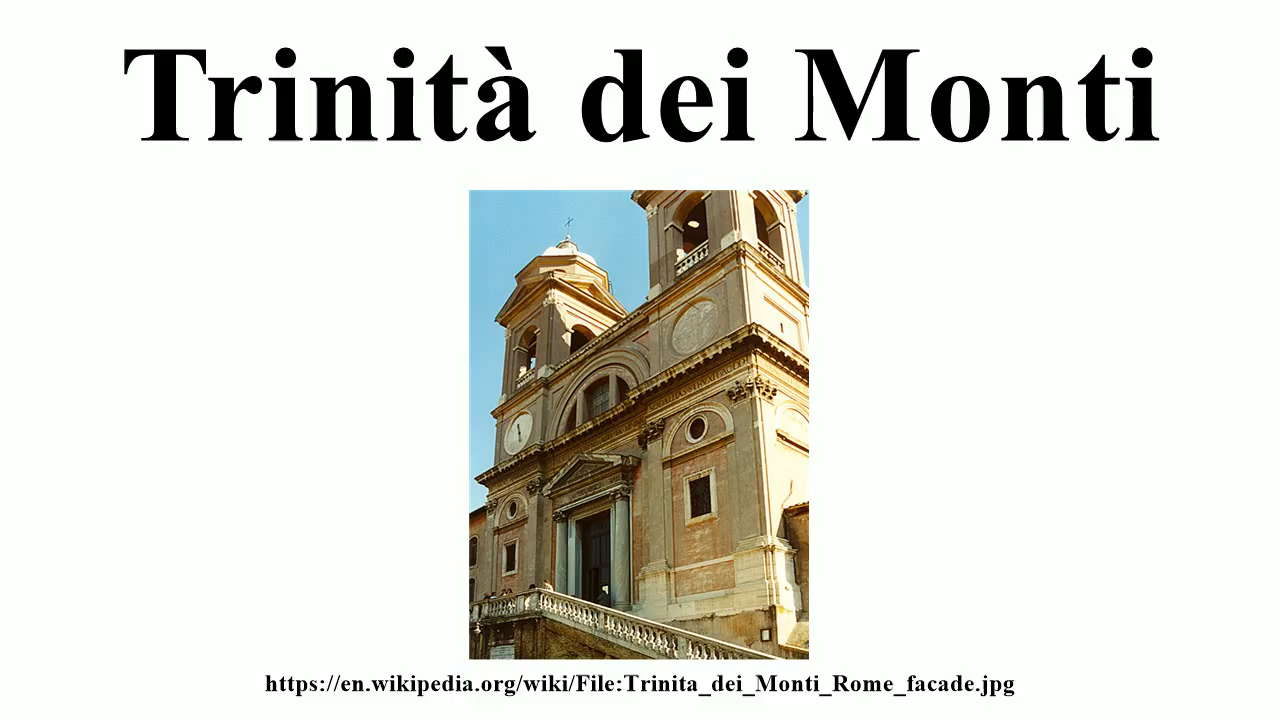 Trinità dei Monti
https://en.wikipedia.org/wiki/File:Trinita_dei_Monti_Rome_facade.jpg